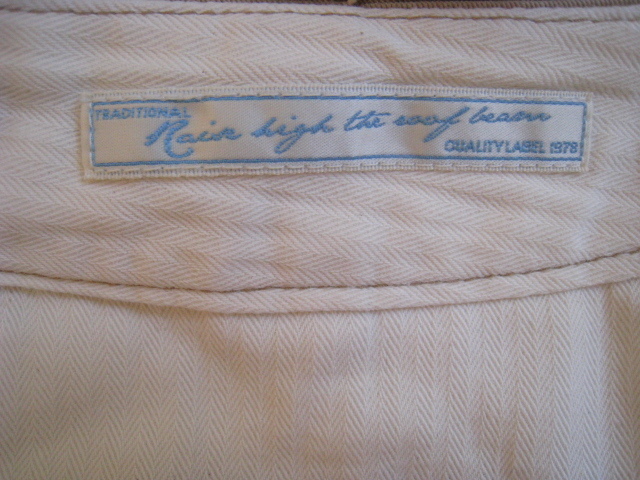 TRADITIONAL
Raise high the roof beam
QUALITY LABEL 1978